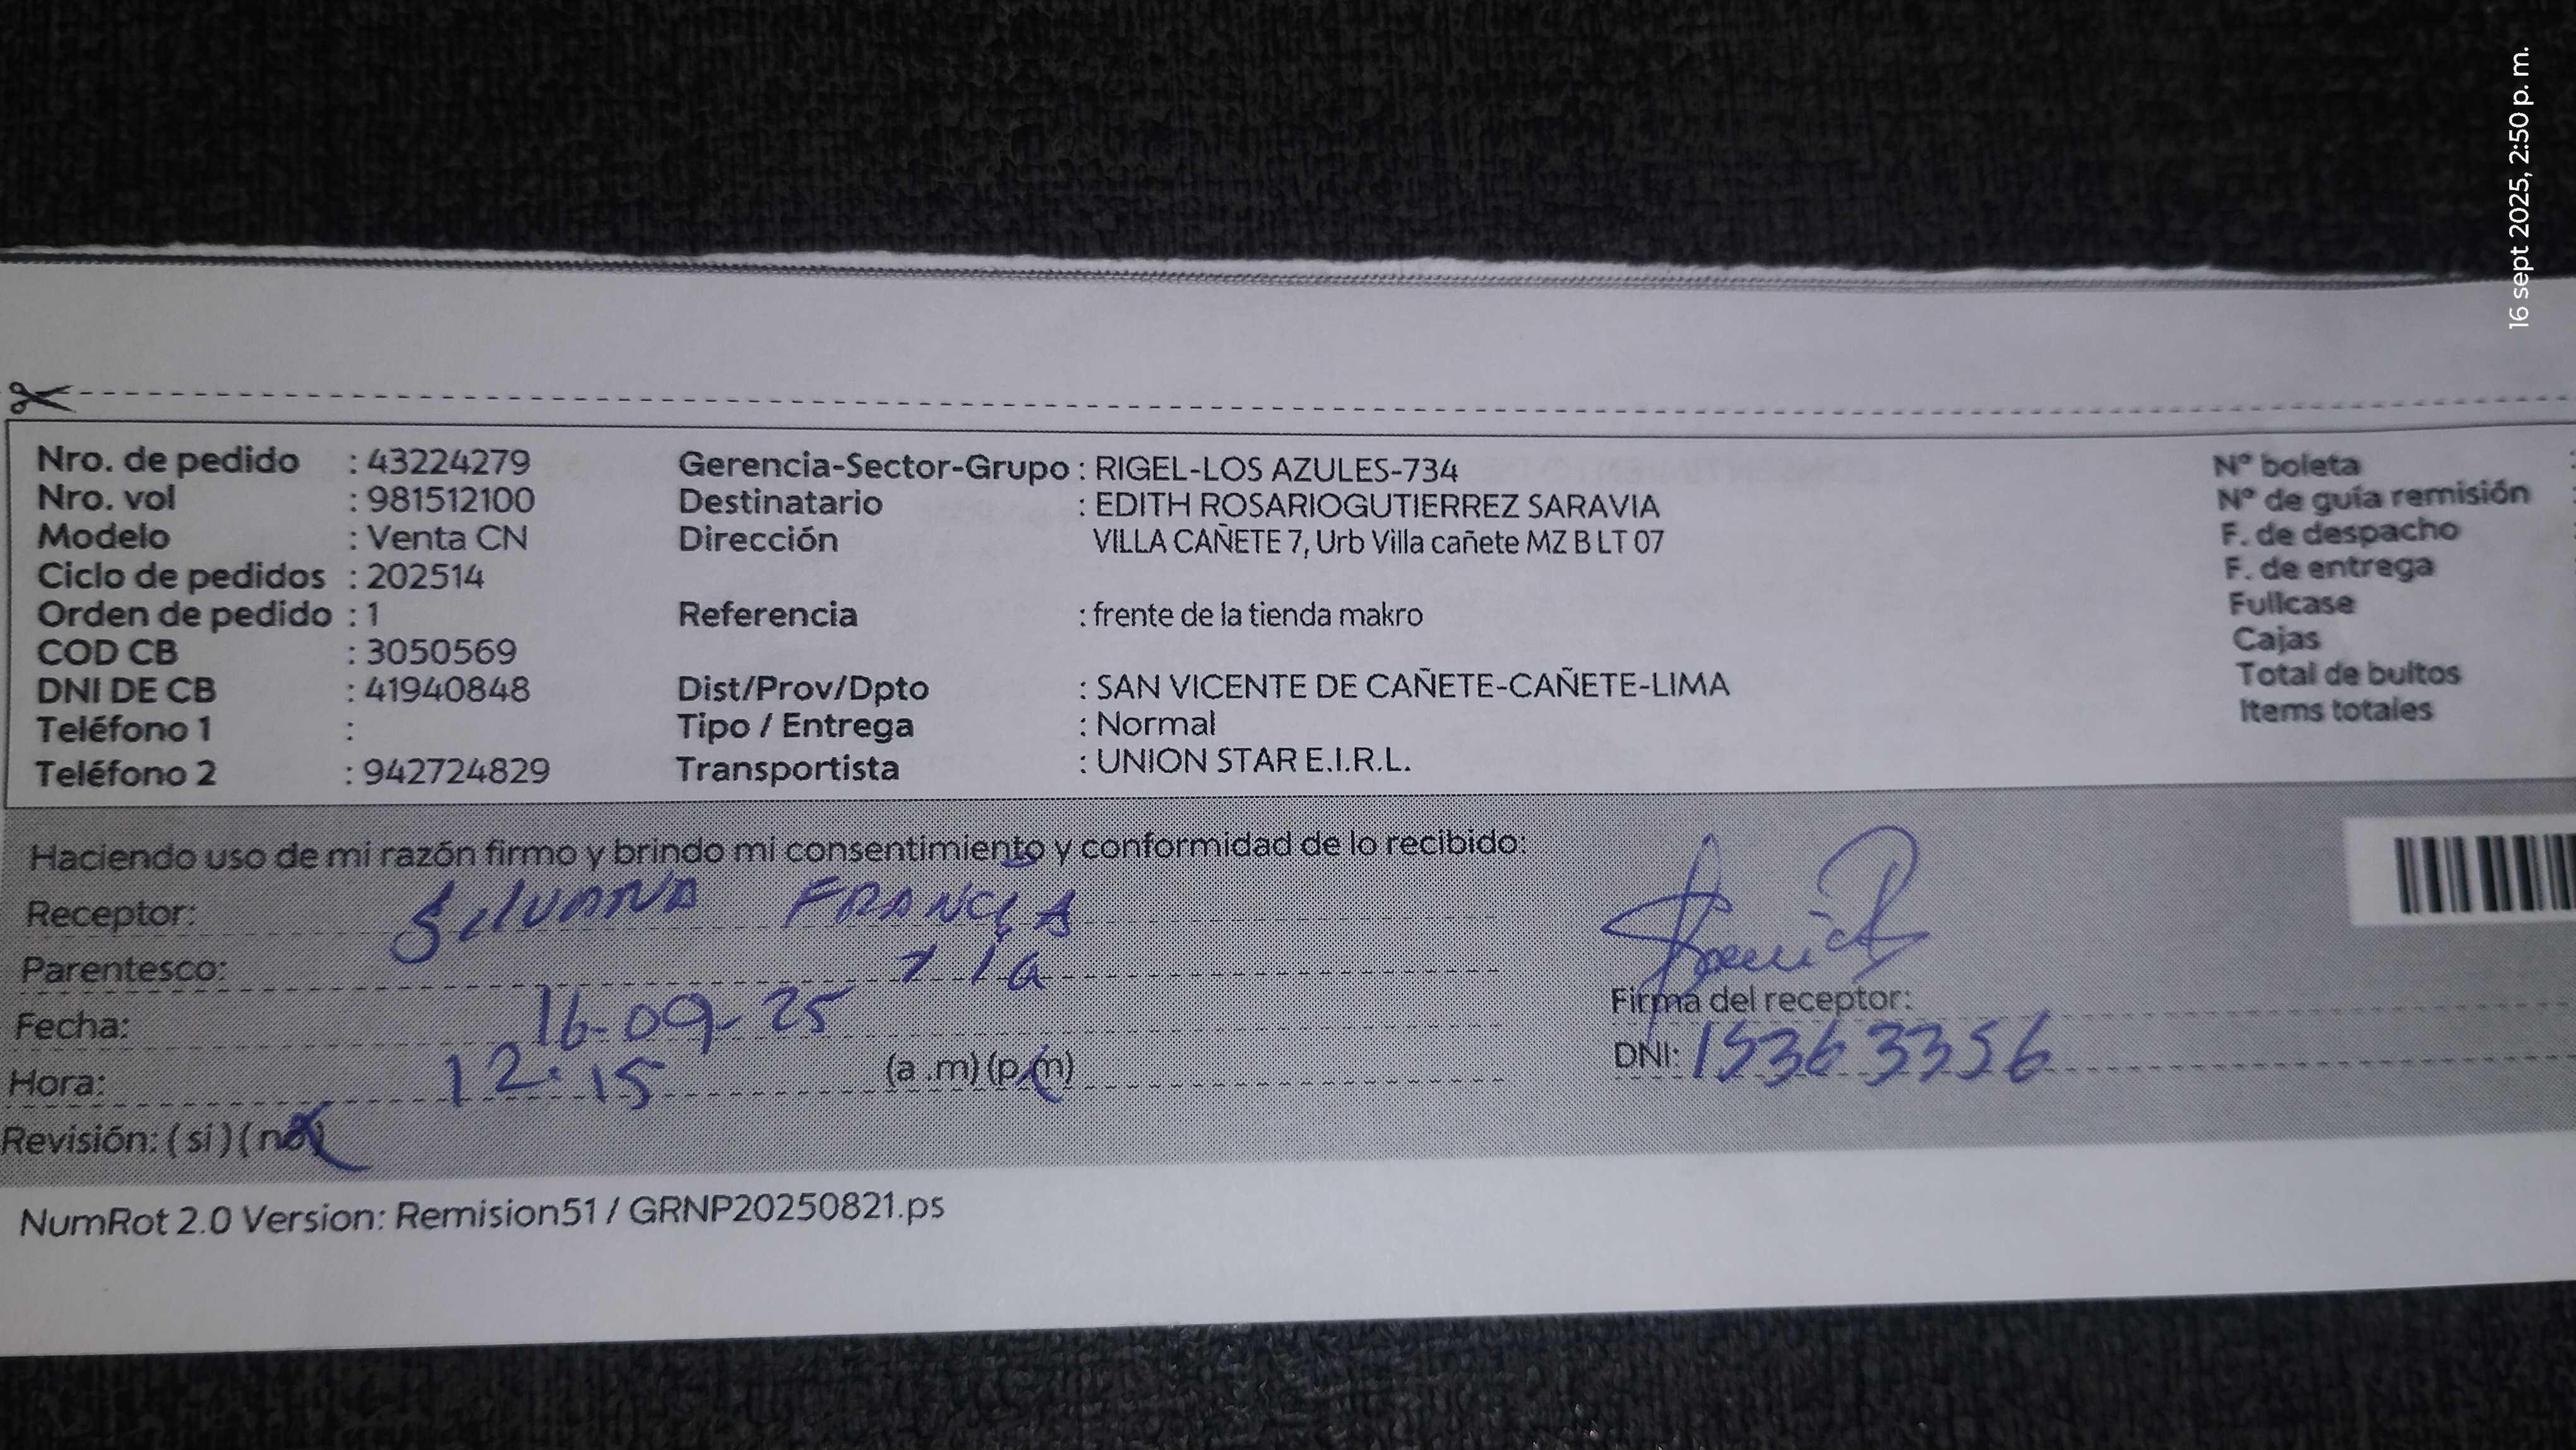 16 sept 2025, 2:50 p. m.
Nro. de pedido : 43224279
Nro. vol : 981512100
Modelo : Venta CN
Ciclo de pedidos : 202514
Orden de pedido : 1
COD CB : 3050569
DNI DE CB : 41940848
Teléfono 1 :
Teléfono 2 : 942724829
Gerencia-Sector-Grupo : RIGEL-LOS AZULES-734
Destinatario : EDITH ROSARIOGUTIERREZ SARAVIA
Dirección VILLA CAÑETE 7, Urb Villa cañete MZ B LT 07
Referencia : frente de la tienda makro
Dist/Prov/Dpto : SAN VICENTE DE CAÑETE-CAÑETE-LIMA
Tipo / Entrega : Normal
Transportista : UNION STAR E.I.R.L.
N° boleta :
N° de guía remisión :
F. de despacho
F. de entrega
Fullcase
Cajas
Total de bultos
Items totales
Haciendo uso de mi razón firmo y brindo mi consentimiento y conformidad de lo recibido:
Receptor: Silvana FRANCIA
Parentesco: Tia
Fecha: 16-09-25
Hora: 12.15 (a .m) (p.m)
Revisión: ( si ) ( no )
Firma del receptor:
DNI: 15363356
NumRot 2.0 Version: Remision51 / GRNP20250821.ps